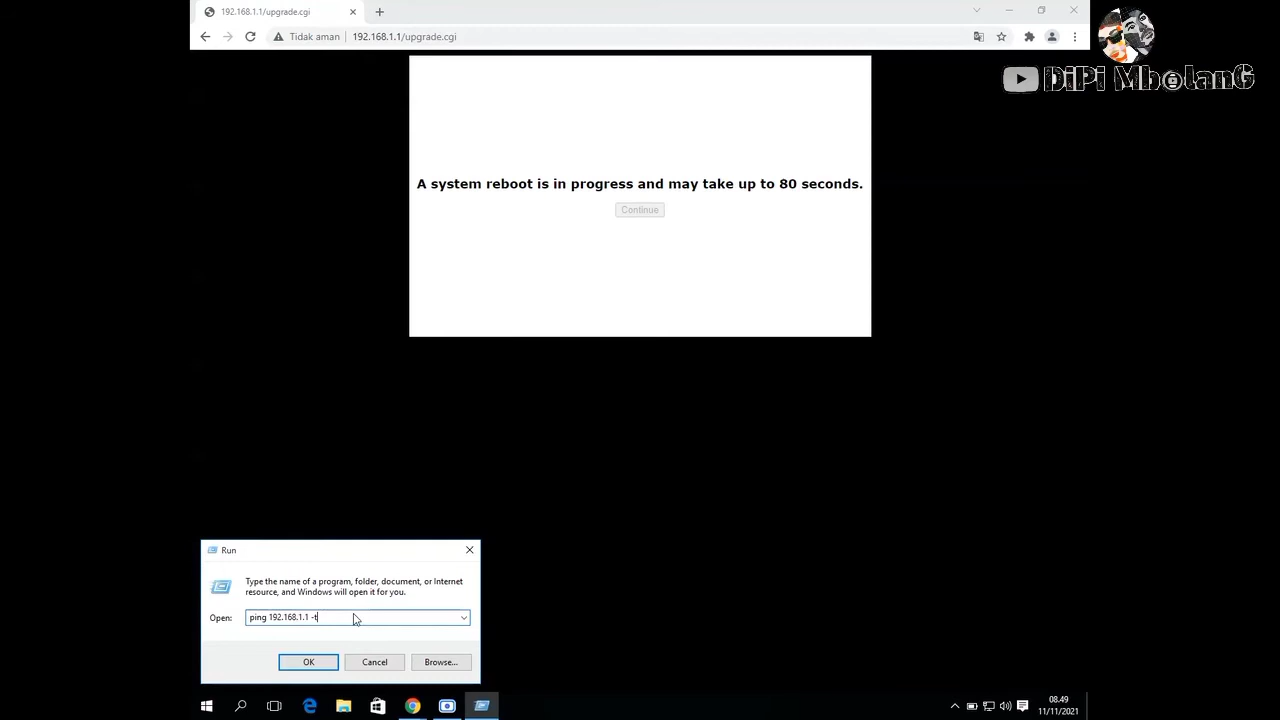 192.168.1.1/upgrade.cgi
Tidak aman
192.168.1.1/upgrade.cgi
DiPi MbolanG
A system reboot is in progress and may take up to 80 seconds.
Continue
Run
Type the name of a program, folder, document, or Internet
resource, and Windows will open it for you.
Open:
ping 192.168.1.1 -t
OK
Cancel
Browse...
08.49
11/11/2021